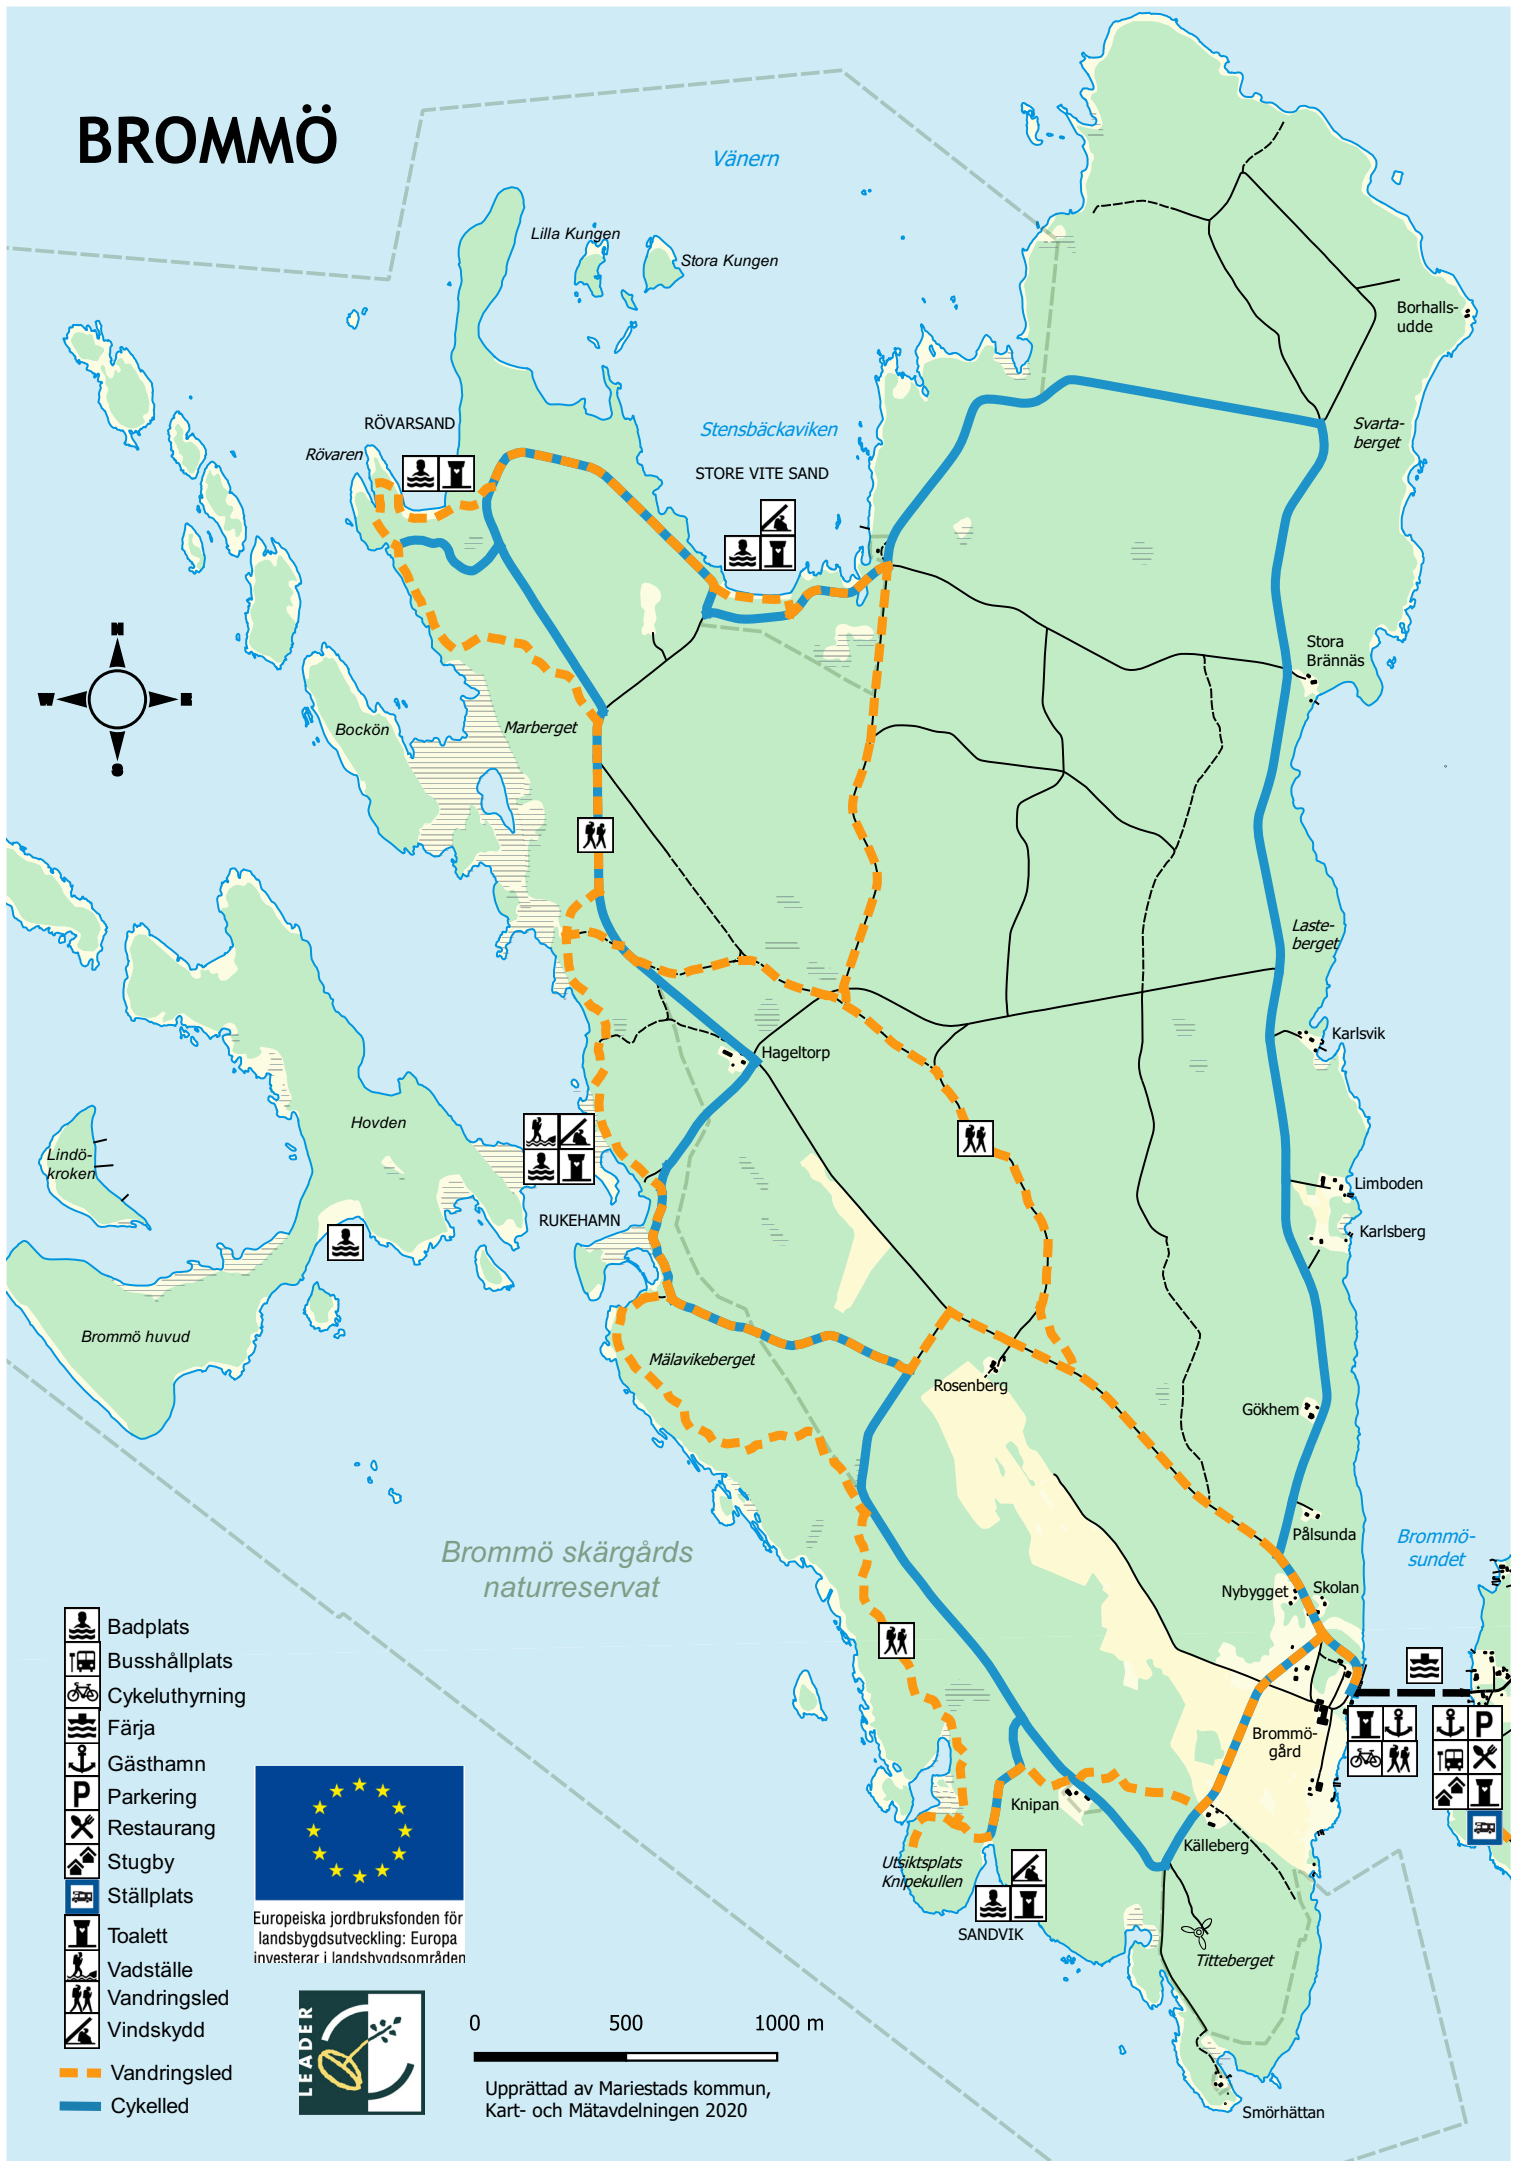 BROMMÖ
Vänern
Lilla Kungen
Stora Kungen
Borhalls-
udde
RÖVARSAND
Rövaren
Stensbäckaviken
STORE VITE SAND
Svarta-
berget
N
W
E
S
Stora
Brännäs
Bockön
Marberget
Laste-
berget
Karlsvik
Hageltorp
Hovden
Lindö-
kroken
Limboden
RUKEHAMN
Karlsberg
Brommö huvud
Mälavikeberget
Rosenberg
Gökhem
Pålsunda
Brommö-
sundet
Brommö skärgårds
naturreservat
Nybygget
Skolan
Brommö-
gård
P
Knipan
Källeberg
Utsiktsplats
Knipekullen
SANDVIK
Titteberget
Smörhättan
Badplats
Busshållplats
Cykeluthyrning
Färja
Gästhamn
P Parkering
Restaurang
Stugby
Ställplats
Toalett
Vadställe
Vandringsled
Vindskydd
Vandringsled
Cykelled
Europeiska jordbruksfonden för
landsbygdsutveckling: Europa
investerar i landsbygdsområden
LEADER
0 500 1000 m
Upprättad av Mariestads kommun,
Kart- och Mätavdelningen 2020